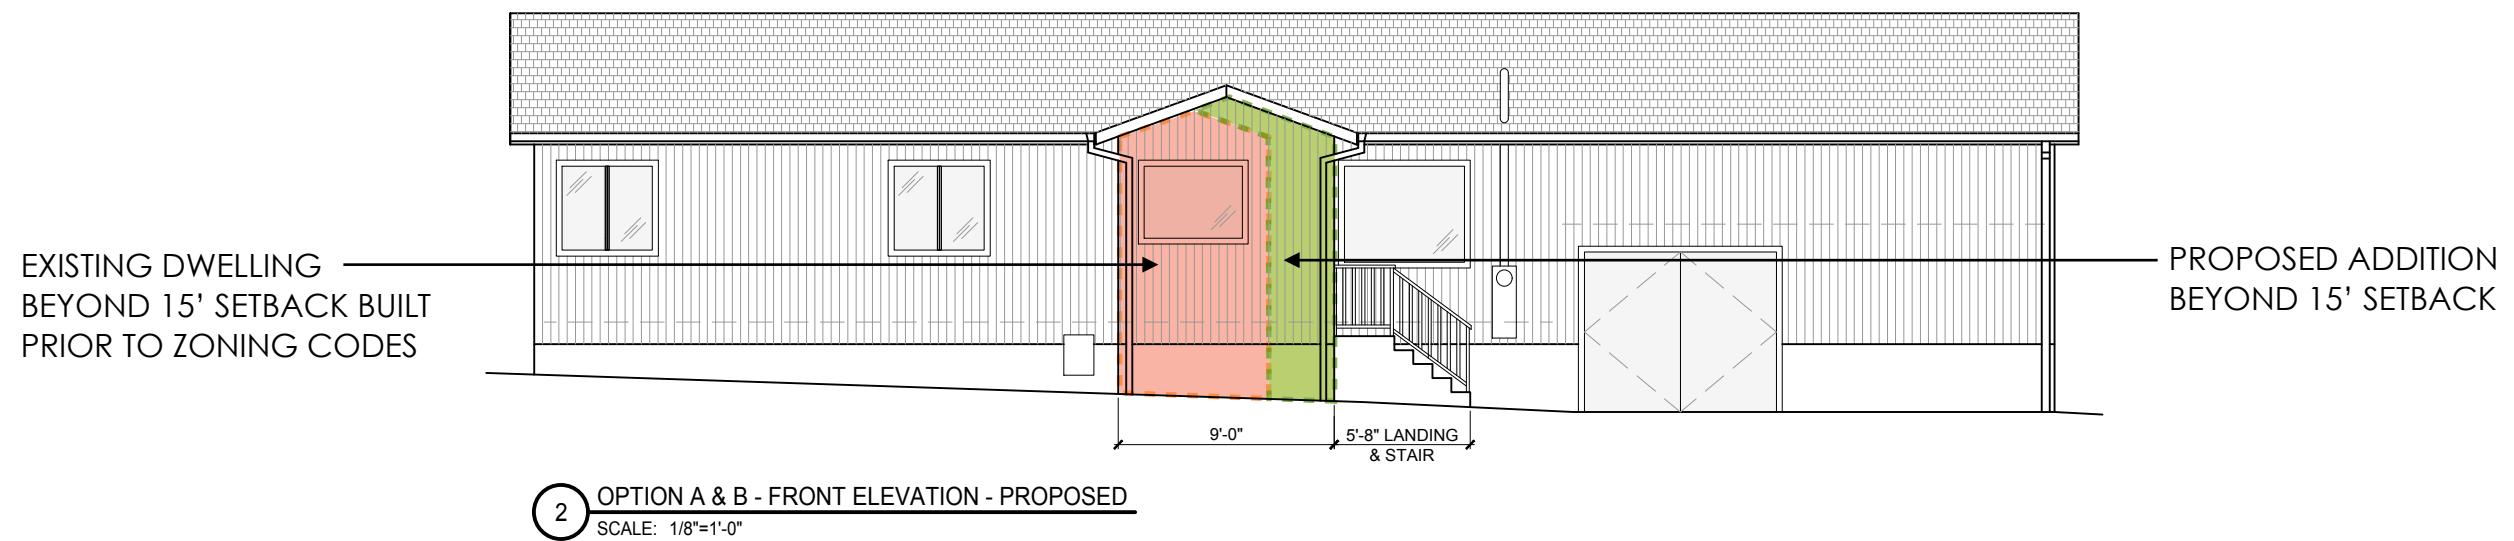 EXISTING DWELLING
BEYOND 15’ SETBACK BUILT
PRIOR TO ZONING CODES
PROPOSED ADDITION
BEYOND 15’ SETBACK
9'-0"
5'-8" LANDING
& STAIR
2
OPTION A & B - FRONT ELEVATION - PROPOSED
SCALE: 1/8"=1'-0"